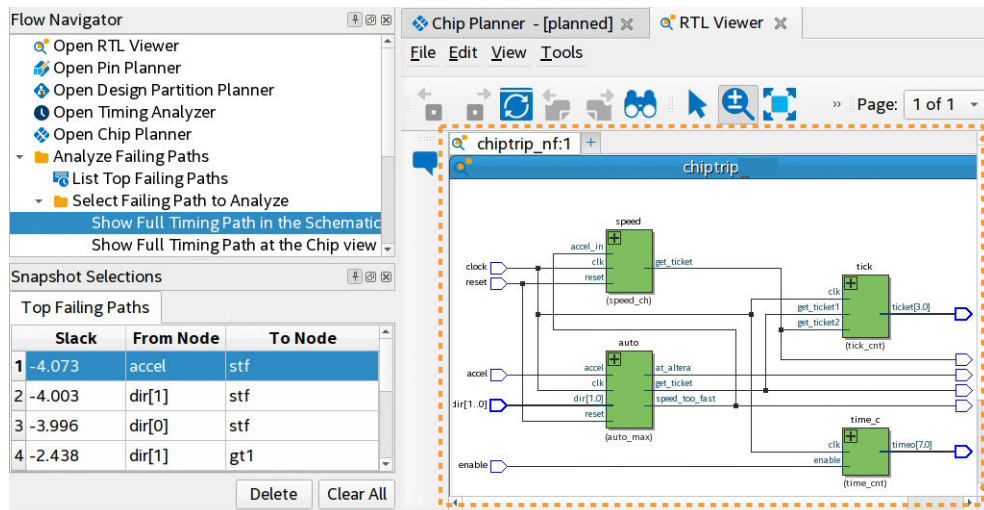 Flow Navigator
Open RTL Viewer
Open Pin Planner
Open Design Partition Planner
Open Timing Analyzer
Open Chip Planner
Analyze Failing Paths
List Top Failing Paths
Select Failing Path to Analyze
Show Full Timing Path in the Schematic
Show Full Timing Path at the Chip view
Snapshot Selections
Top Failing Paths
Slack From Node To Node
1 -4.073 accel stf
2 -4.003 dir[1] stf
3 -3.996 dir[0] stf
4 -2.438 dir[1] gt1
Delete Clear All
Chip Planner - [planned] RTL Viewer
File Edit View Tools
» Page: 1 of 1
chiptrip_nf:1 +
chiptrip_
speed
accel_in
clock clk get_ticket
reset reset
(speed_ch)
tick
clk
get_ticket1 ticket[3.0]
get_ticket2
(tick_cnt)
auto
accel accel at_altera
clk get_ticket
dir[1..0] dir[1.0] speed_too_fast
reset
(auto_max)
time_c
clk timeo[7.0]
enable enable
(time_cnt)